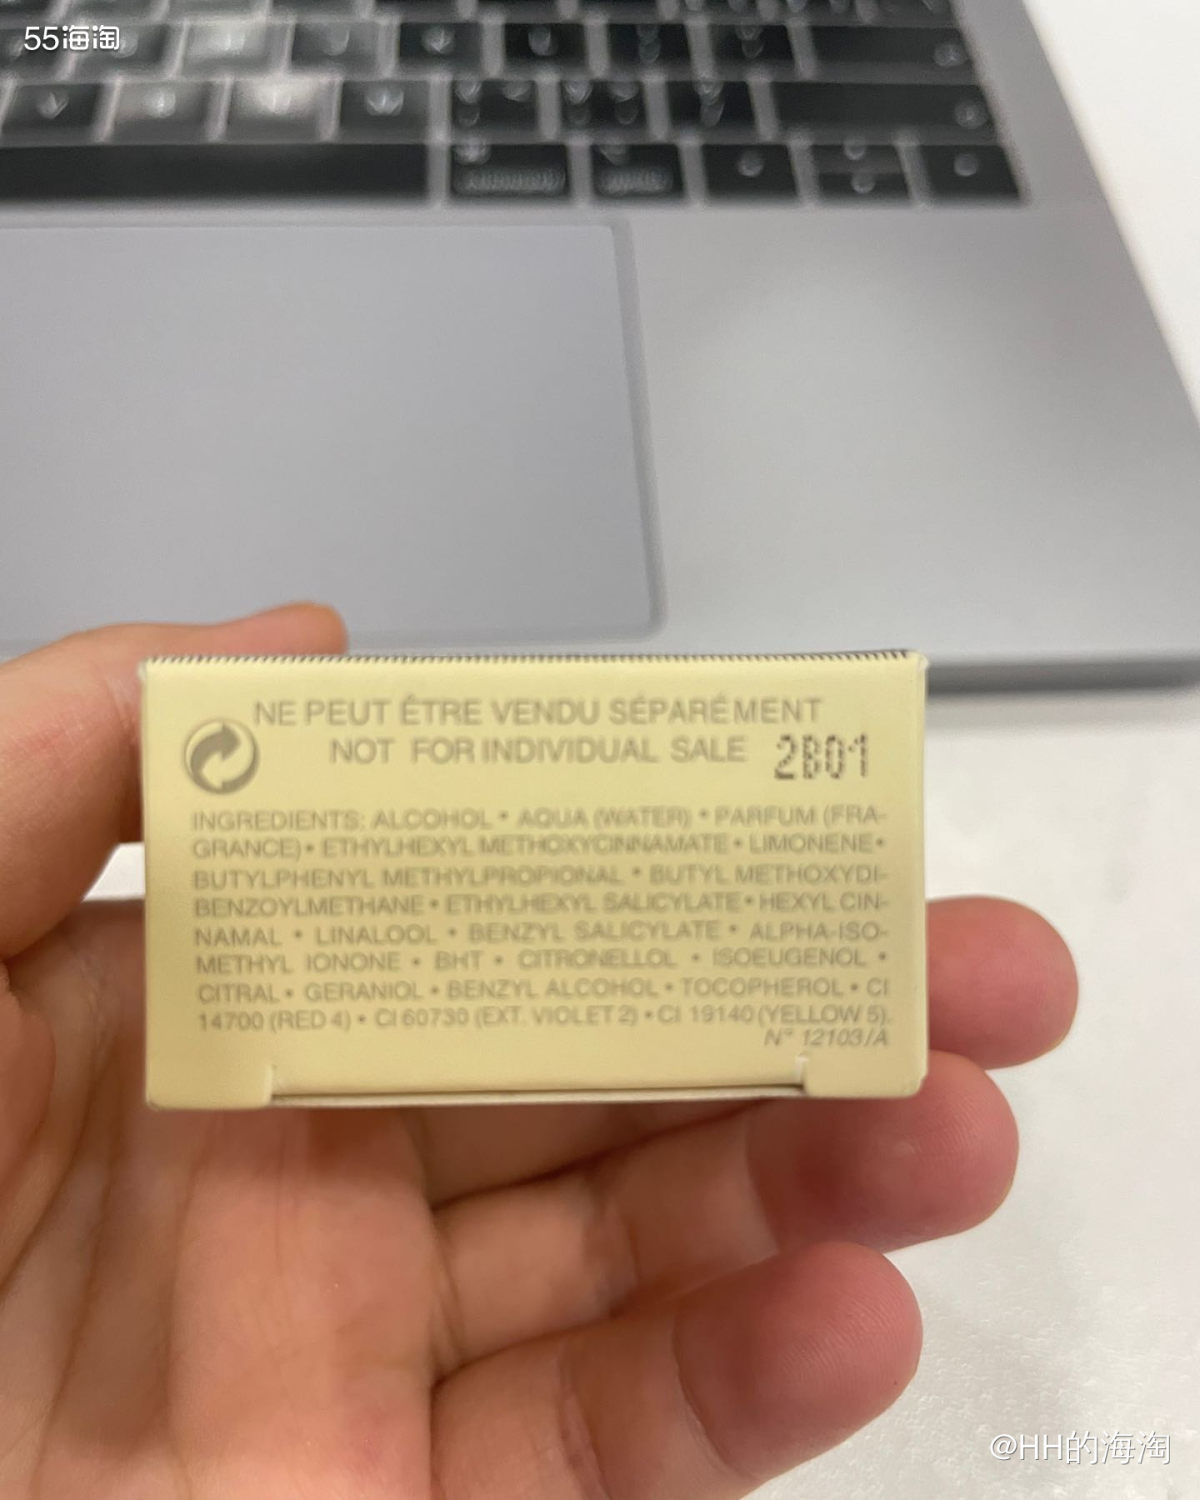 55海淘
NE PEUT ÊTRE VENDU SÉPARÉMENT
NOT FOR INDIVIDUAL SALE 2B01
INGREDIENTS: ALCOHOL • AQUA (WATER) • PARFUM (FRA-
GRANCE) • ETHYLHEXYL METHOXYCINNAMATE • LIMONENE •
BUTYLPHENYL METHYLPROPIONAL • BUTYL METHOXYDI-
BENZOYLMETHANE • ETHYLHEXYL SALICYLATE • HEXYL CIN-
NAMAL • LINALOOL • BENZYL SALICYLATE • ALPHA-ISO-
METHYL IONONE • BHT • CITRONELLOL • ISOEUGENOL •
CITRAL • GERANIOL • BENZYL ALCOHOL • TOCOPHEROL • CI
14700 (RED 4) • CI 60730 (EXT. VIOLET 2) • CI 19140 (YELLOW 5).
N° 12103/A
@HH的海淘